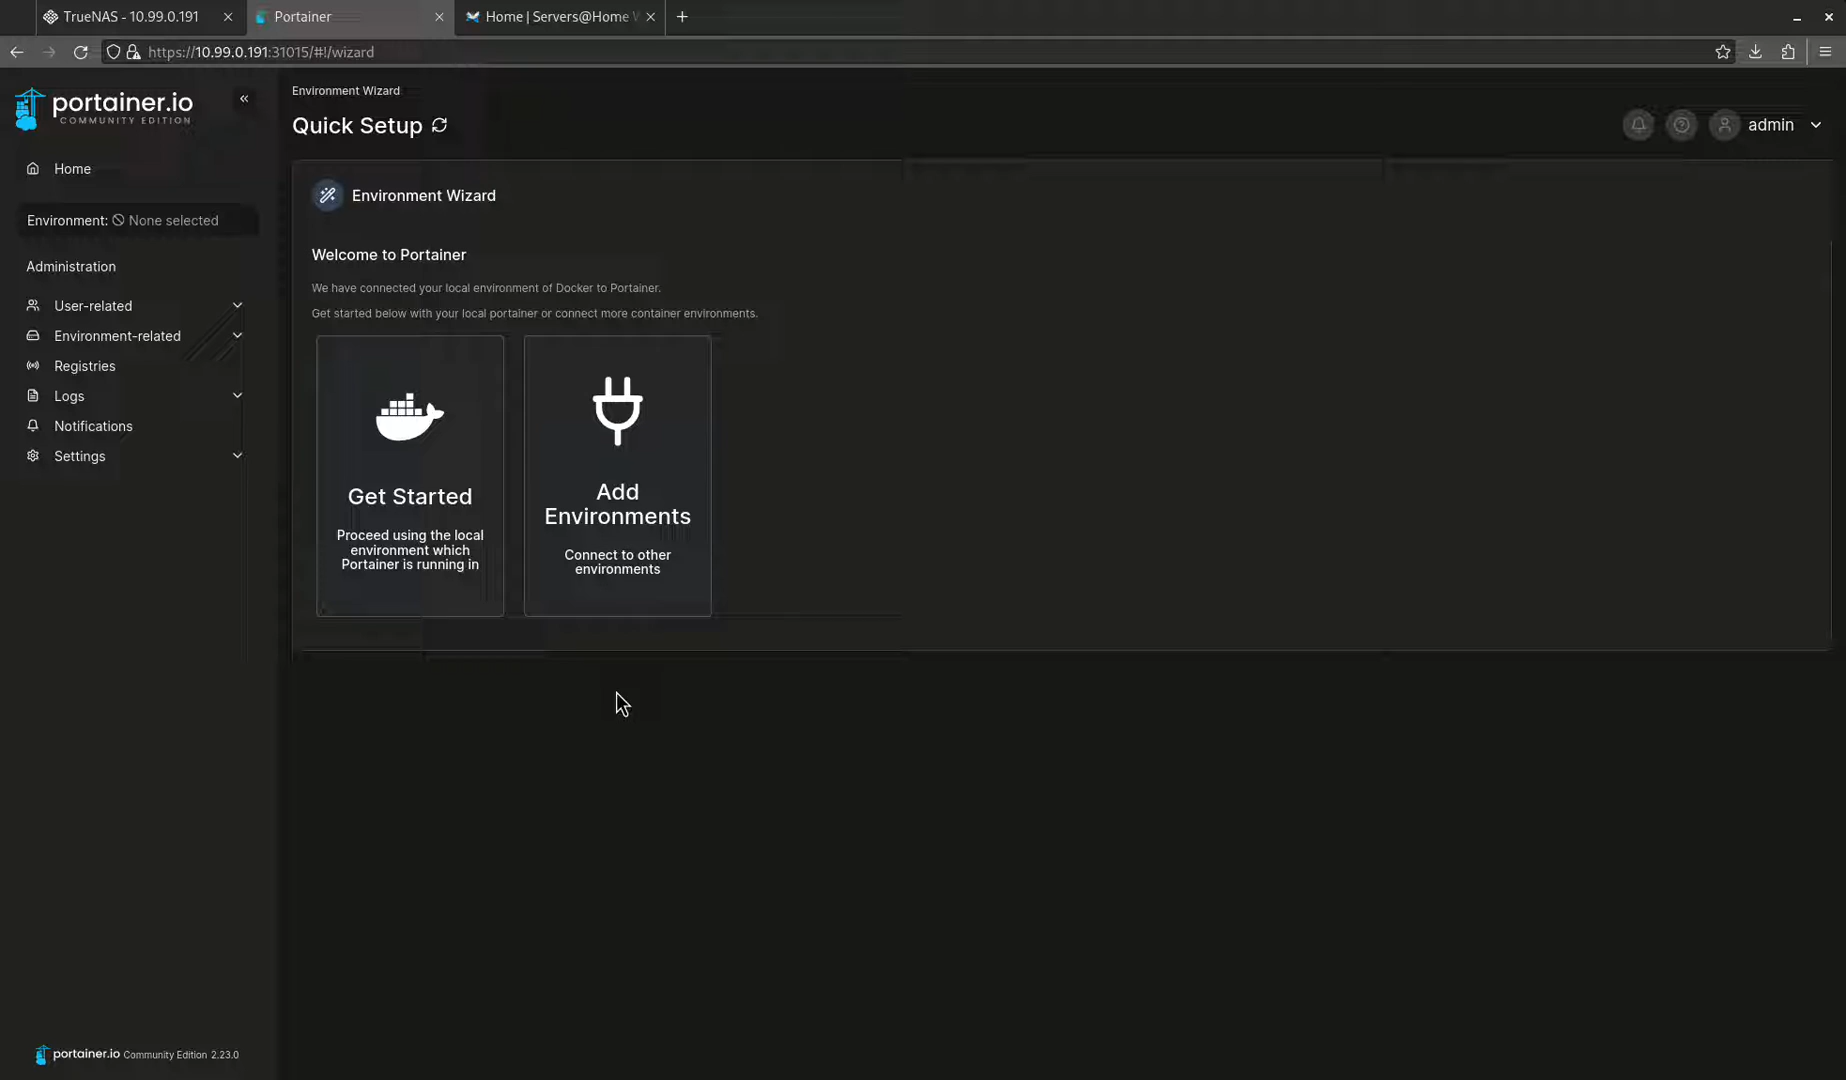 TrueNAS - 10.99.0.191
Portainer
Home | Servers@Home
https://10.99.0.191:31015/#!/wizard
portainer.io
COMMUNITY EDITION
Environment Wizard
Quick Setup
admin
Home
Environment: None selected
Administration
User-related
Environment-related
Registries
Logs
Notifications
Settings
Environment Wizard
Welcome to Portainer
We have connected your local environment of Docker to Portainer.
Get started below with your local portainer or connect more container environments.
Get Started
Proceed using the local
environment which
Portainer is running in
Add
Environments
Connect to other
environments
portainer.io Community Edition 2.23.0